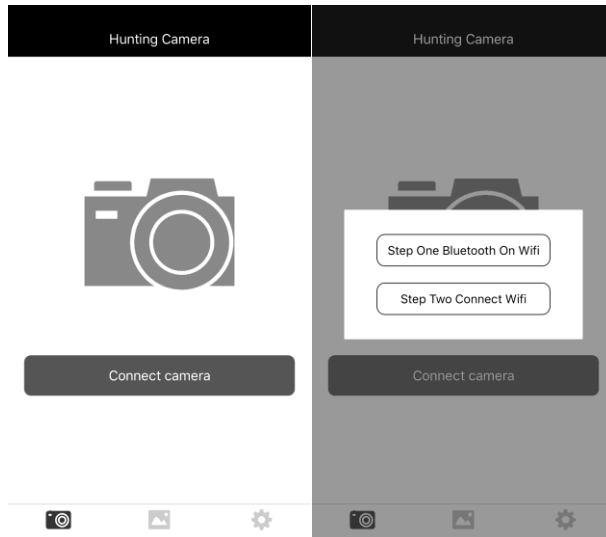 Hunting Camera
Connect camera
Hunting Camera
Step One Bluetooth On Wifi
Step Two Connect Wifi
Connect camera